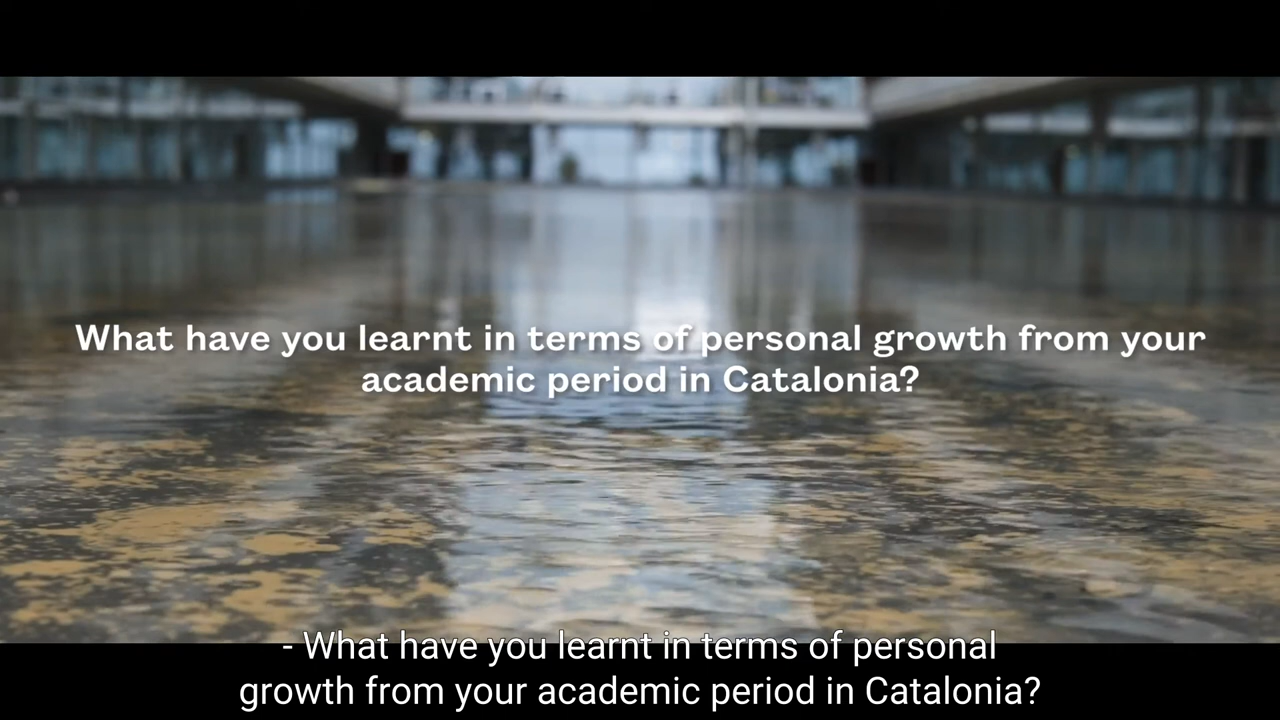 What have you learnt in terms of personal growth from your
academic period in Catalonia?
- What have you learnt in terms of personal
growth from your academic period in Catalonia?